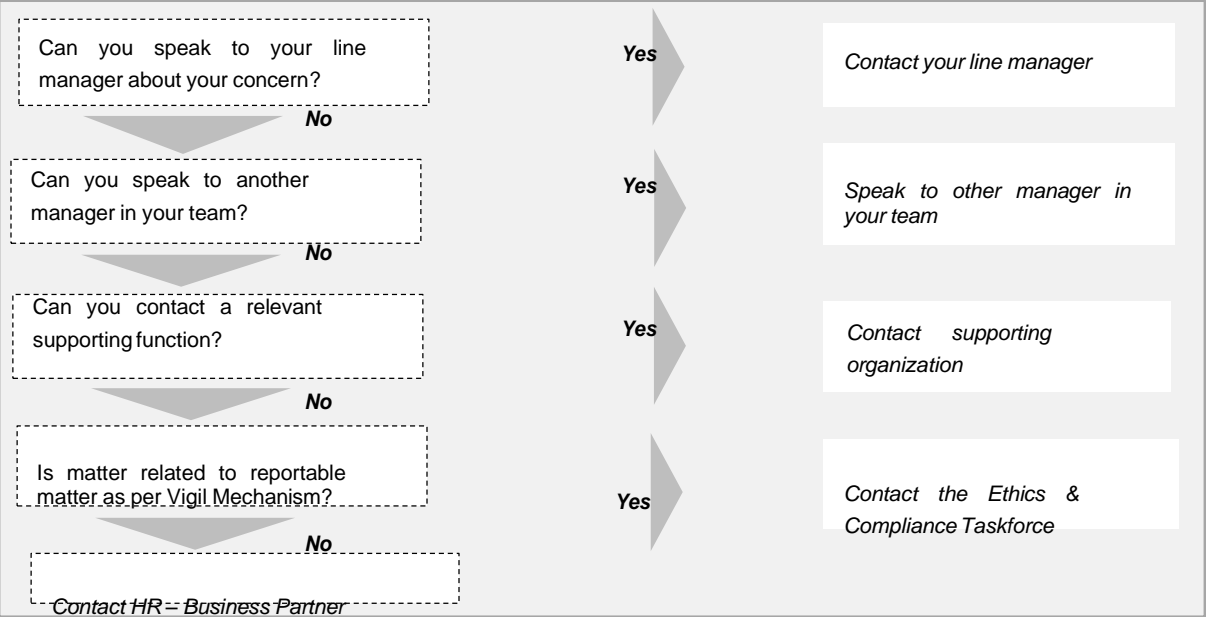 Can you speak to your line
manager about your concern?
Yes
Contact your line manager
No
Can you speak to another
manager in your team?
Yes
Speak to other manager in
your team
No
Can you contact a relevant
supporting function?
Yes
Contact supporting
organization
No
Is matter related to reportable
matter as per Vigil Mechanism?
Yes
Contact the Ethics &
Compliance Taskforce
No
Contact HR – Business Partner